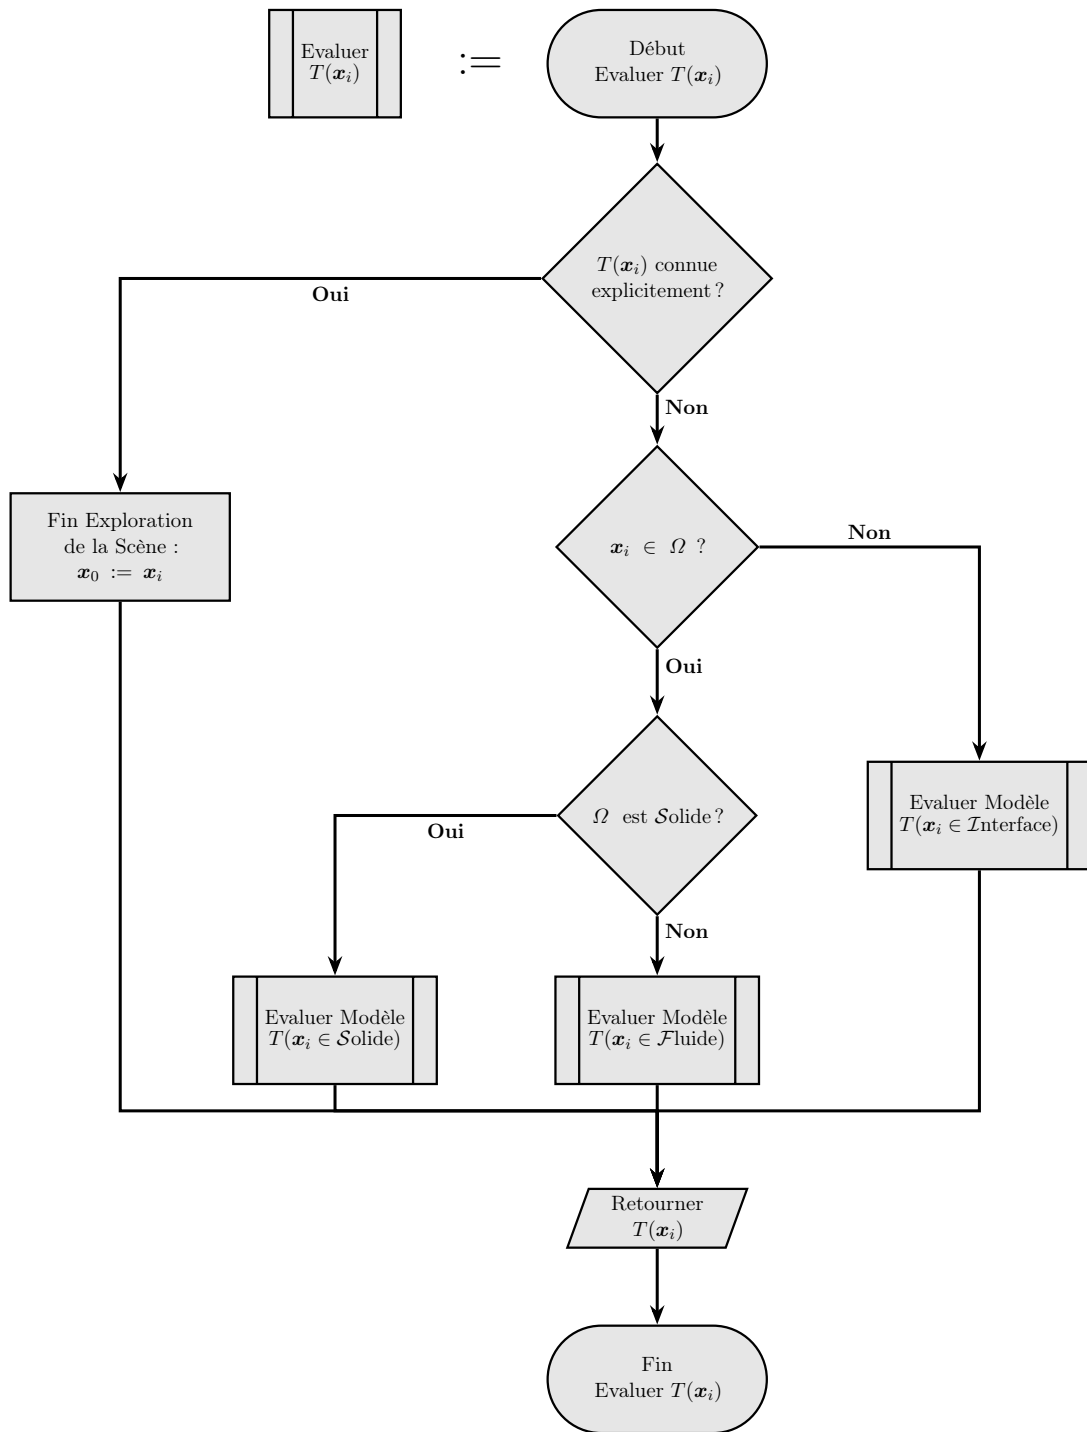 Evaluer
T(𝒙ᵢ)
:=
Début
Evaluer T(𝒙ᵢ)
T(𝒙ᵢ) connue
explicitement ?
Oui
Non
Fin Exploration
de la Scène :
𝒙₀ := 𝒙ᵢ
𝒙ᵢ ∈ Ω ?
Non
Oui
Ω est 𝒮olide ?
Oui
Evaluer Modèle
T(𝒙ᵢ ∈ ℐnterface)
Non
Evaluer Modèle
T(𝒙ᵢ ∈ 𝒮olide)
Evaluer Modèle
T(𝒙ᵢ ∈ ℱluide)
Retourner
T(𝒙ᵢ)
Fin
Evaluer T(𝒙ᵢ)